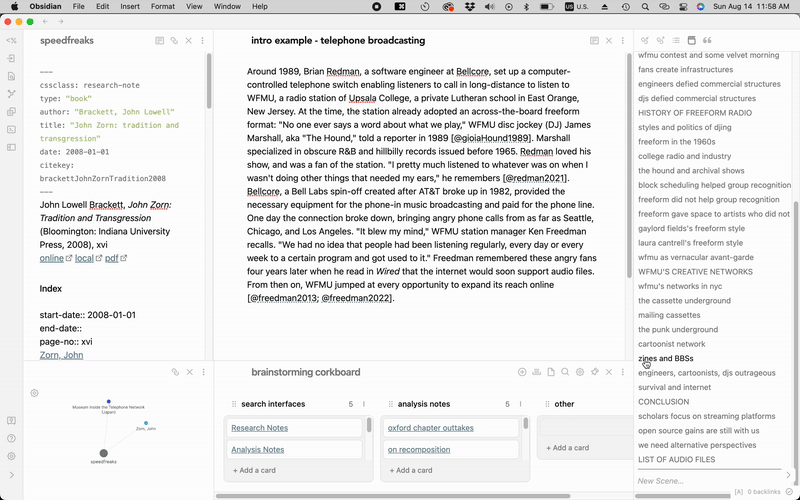 Obsidian File Edit Insert Format View Window Help U.S. Sun Aug 14 11:58 AM
speedfreaks
---
cssclass: research-note
type: "book"
author: "Brackett, John Lowell"
title: "John Zorn: tradition and
transgression"
date: 2008-01-01
citekey:
brackettJohnZornTradition2008
---
John Lowell Brackett, John Zorn:
Tradition and Transgression
(Bloomington: Indiana University
Press, 2008), xvi
online local pdf
Index
start-date:: 2008-01-01
end-date::
page-no:: xvi
Zorn, John
Museum Inside the Telephone Network
(Japan)
Zorn, John
speedfreaks
intro example - telephone broadcasting
Around 1989, Brian Redman, a software engineer at Bellcore, set up a computer-
controlled telephone switch enabling listeners to call in long-distance to listen to
WFMU, a radio station of Upsala College, a private Lutheran school in East Orange,
New Jersey. At the time, the station already adopted an across-the-board freeform
format: "No one ever says a word about what we play," WFMU disc jockey (DJ) James
Marshall, aka "The Hound," told a reporter in 1989 [@gioiaHound1989]. Marshall
specialized in obscure R&B and hillbilly records issued before 1965. Redman loved his
show, and was a fan of the station. "I pretty much listened to whatever was on when I
wasn't doing other things that needed my ears," he remembers [@redman2021].
Bellcore, a Bell Labs spin-off created after AT&T broke up in 1982, provided the
necessary equipment for the phone-in music broadcasting and paid for the phone line.
One day the connection broke down, bringing angry phone calls from as far as Seattle,
Chicago, and Los Angeles. "It blew my mind," WFMU station manager Ken Freedman
recalls. "We had no idea that people had been listening regularly, every day or every
week to a certain program and got used to it." Freedman remembered these angry fans
four years later when he read in Wired that the internet would soon support audio files.
From then on, WFMU jumped at every opportunity to expand its reach online
[@freedman2013; @freedman2022].
brainstorming corkboard
search interfaces 5
Research Notes
Analysis Notes
+ Add a card
analysis notes 5
oxford chapter outtakes
on recomposition
+ Add a card
other
+ Add a card
wfmu contest and some velvet morning
fans create infrastructures
engineers defied commercial structures
djs defied commercial structures
HISTORY OF FREEFORM RADIO
styles and politics of djing
freeform in the 1960s
college radio and industry
the hound and archival shows
block scheduling helped group recognition
freeform did not help group recognition
freeform gave space to artists who did not
gaylord fields's freeform style
laura cantrell's freeform style
wfmu as vernacular avant-garde
WFMU'S CREATIVE NETWORKS
wfmu's networks in nyc
the cassette underground
mailing cassettes
the punk underground
cartoonist network
zines and BBSs
engineers, cartoonists, djs outrageous
survival and internet
CONCLUSION
scholars focus on streaming platforms
open source gains are still with us
we need alternative perspectives
LIST OF AUDIO FILES
New Scene...
[A] 0 backlinks